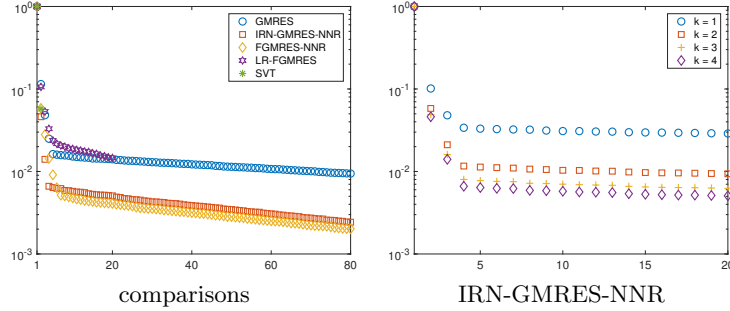 10^0
10^-1
10^-2
10^-3
1 20 40 60 80
GMRES
IRN-GMRES-NNR
FGMRES-NNR
LR-FGMRES
SVT
comparisons
10^0
10^-1
10^-2
10^-3
5 10 15 20
k = 1
k = 2
k = 3
k = 4
IRN-GMRES-NNR